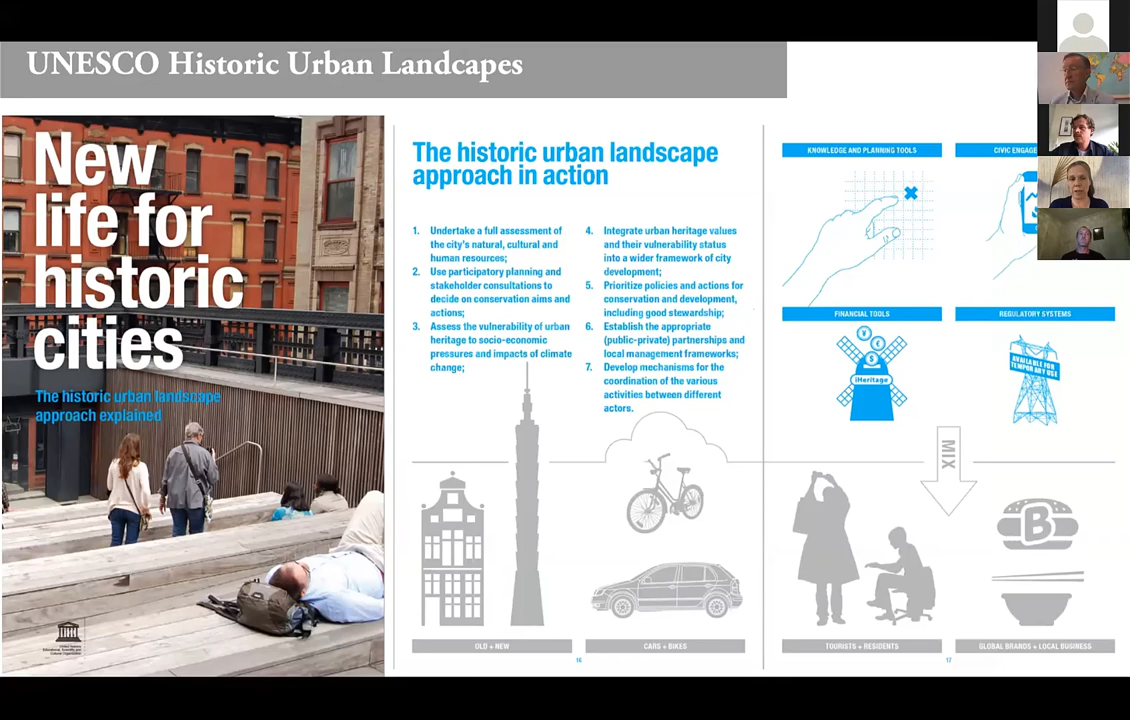 UNESCO Historic Urban Landcapes
New
life for
historic
cities
The historic urban landscape
approach explained
The historic urban landscape
approach in action
1. Undertake a full assessment of
the city's natural, cultural and
human resources;
2. Use participatory planning and
stakeholder consultations to
decide on conservation aims and
actions;
3. Assess the vulnerability of urban
heritage to socio-economic
pressures and impacts of climate
change;
4. Integrate urban heritage values
and their vulnerability status
into a wider framework of city
development;
5. Prioritize policies and actions for
conservation and development,
including good stewardship;
6. Establish the appropriate
(public-private) partnerships and
local management frameworks;
7. Develop mechanisms for the
coordination of the various
activities between different
actors.
KNOWLEDGE AND PLANNING TOOLS
CIVIC ENGAGE
FINANCIAL TOOLS
REGULATORY SYSTEMS
¥
€
$
iHeritage
AVAILABLE FOR
TEMPORARY USE
MIX
B
OLD + NEW
CARS + BIKES
TOURISTS + RESIDENTS
GLOBAL BRANDS + LOCAL BUSINESS
16
17